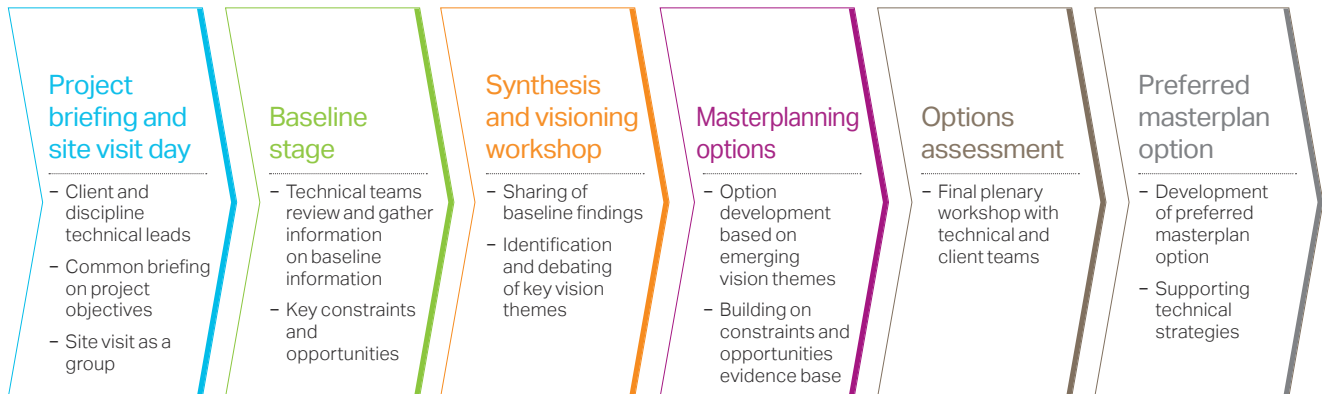 Project
briefing and
site visit day
– Client and
discipline
technical leads
– Common briefing
on project
objectives
– Site visit as a
group
Baseline
stage
– Technical teams
review and gather
information
on baseline
information
– Key constraints
and
opportunities
Synthesis
and visioning
workshop
– Sharing of
baseline findings
– Identification
and debating
of key vision
themes
Masterplanning
options
– Option
development
based on
emerging
vision themes
– Building on
constraints and
opportunities
evidence base
Options
assessment
– Final plenary
workshop with
technical and
client teams
Preferred
masterplan
option
– Development
of preferred
masterplan
option
– Supporting
technical
strategies